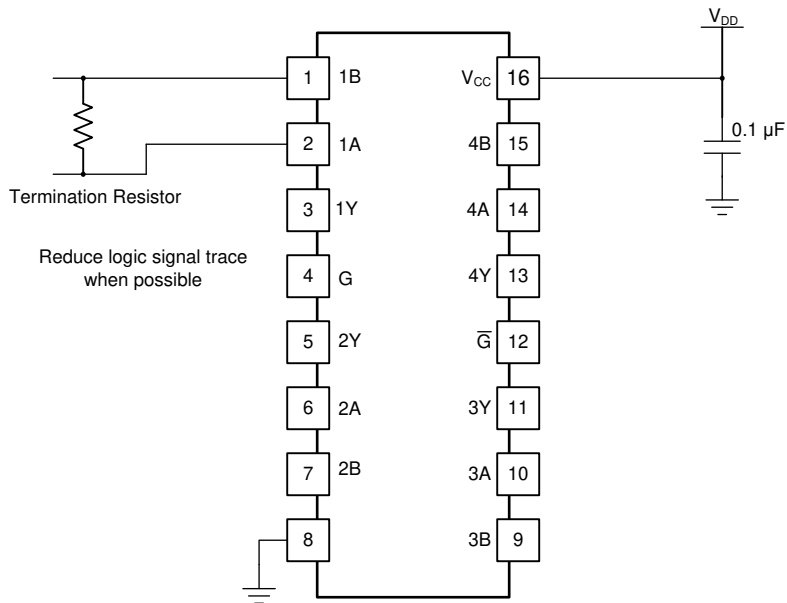 V_DD
1 1B V_CC 16
0.1 µF
2 1A 4B 15
Termination Resistor
3 1Y 4A 14
Reduce logic signal trace
when possible
4 G 4Y 13
5 2Y G̅ 12
6 2A 3Y 11
7 2B 3A 10
8 3B 9